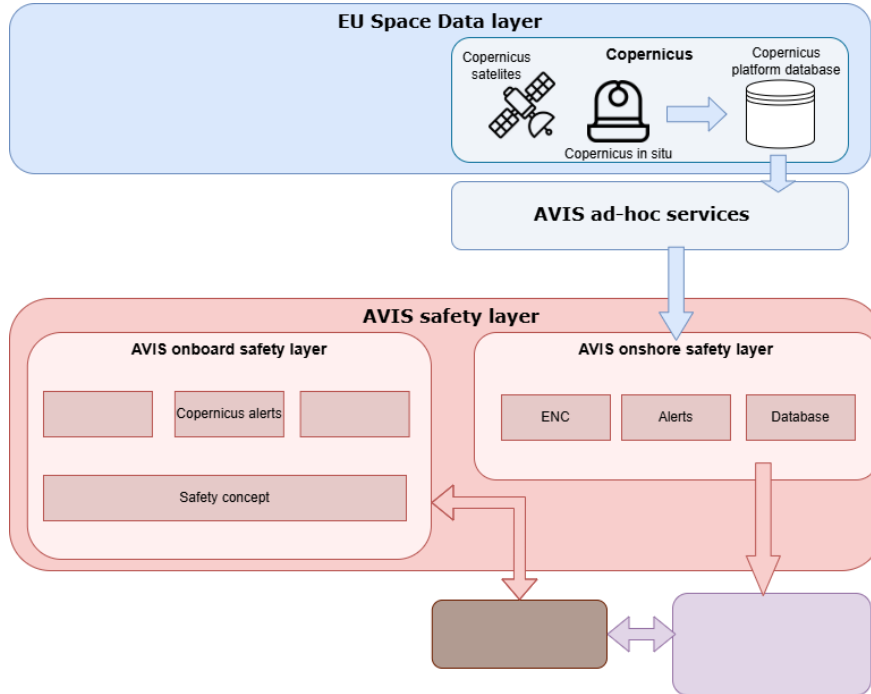 EU Space Data layer
Copernicus
satelites
Copernicus
Copernicus
platform database
Copernicus in situ
AVIS ad-hoc services
AVIS safety layer
AVIS onboard safety layer
AVIS onshore safety layer
Copernicus alerts
ENC
Alerts
Database
Safety concept